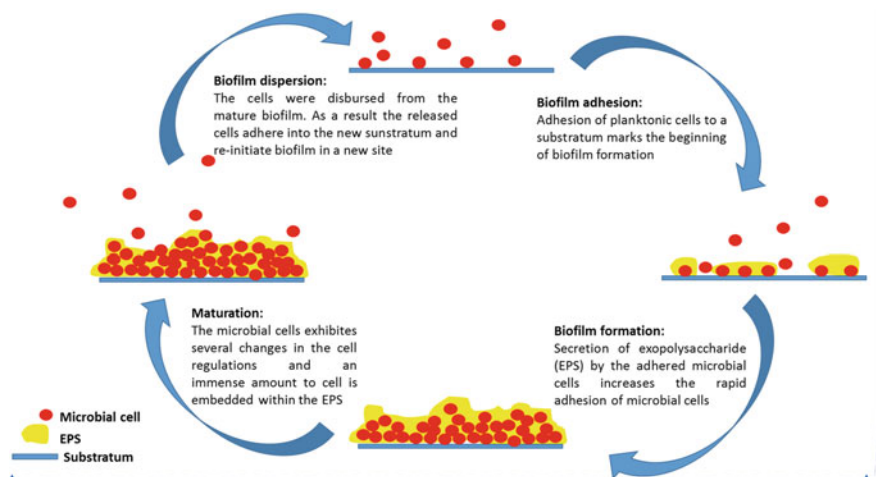 Biofilm dispersion:
The cells were disbursed from the
mature biofilm. As a result the released
cells adhere into the new sunstratum and
re-initiate biofilm in a new site
Biofilm adhesion:
Adhesion of planktonic cells to a
substratum marks the beginning
of biofilm formation
Maturation:
The microbial cells exhibites
several changes in the cell
regulations and an
immense amount to cell is
embedded within the EPS
Biofilm formation:
Secretion of exopolysaccharide
(EPS) by the adhered microbial
cells increases the rapid
adhesion of microbial cells
Microbial cell
EPS
Substratum